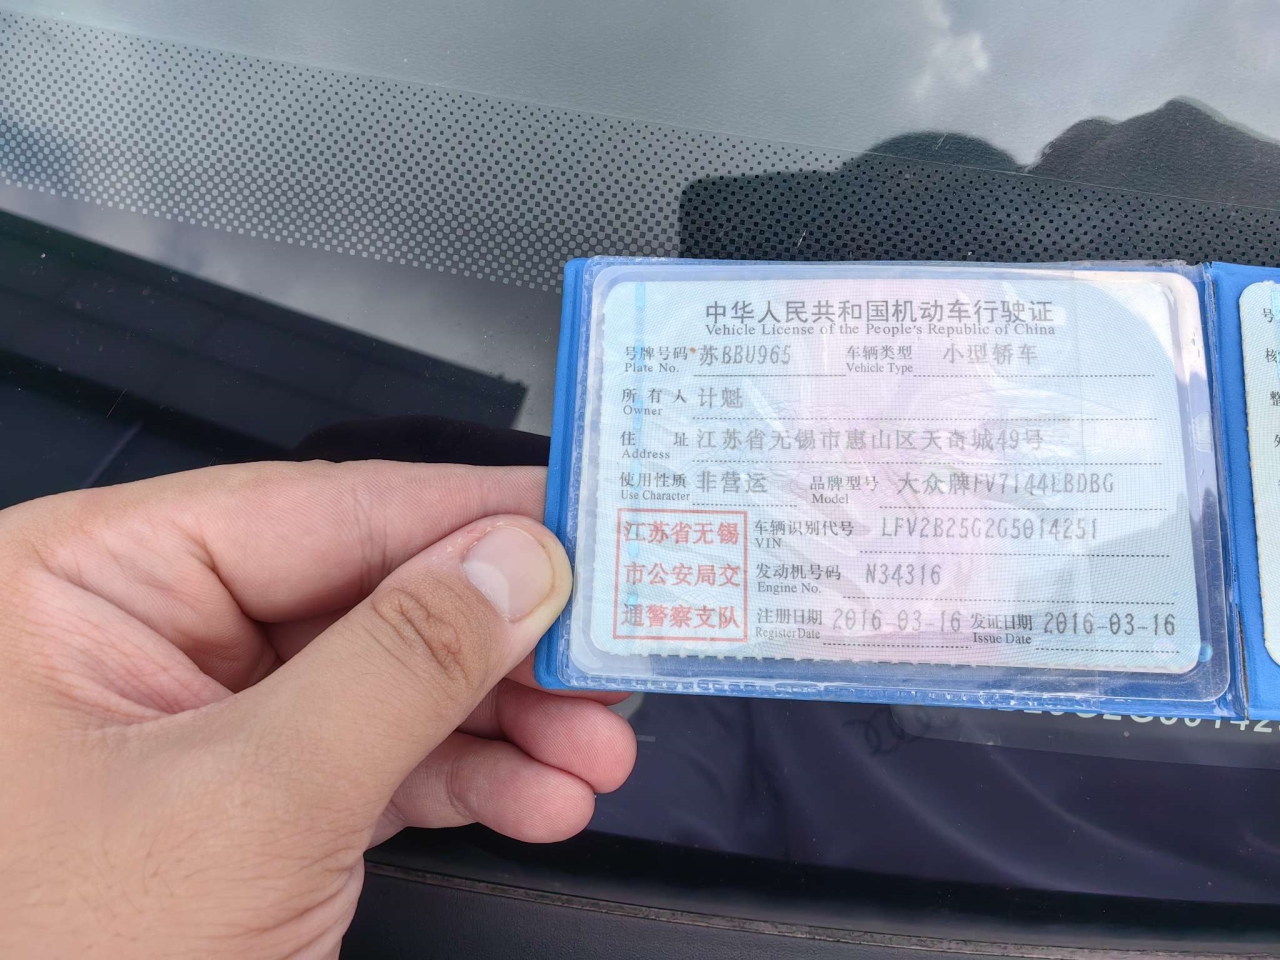 中华人民共和国机动车行驶证
Vehicle License of the People's Republic of China
号牌号码 苏BBU965 车辆类型 小型轿车
Plate No. Vehicle Type
所有人 计魁
Owner
住址 江苏省无锡市惠山区天奇城49号
Address
使用性质 非营运 品牌型号 大众牌FV7144LBDBG
Use Character Model
江苏省无锡
市公安局交
通警察支队
车辆识别代号 LFV2B25G2G5014251
VIN
发动机号码 N34316
Engine No.
注册日期 2016-03-16 发证日期 2016-03-16
Register Date Issue Date
号
核
整